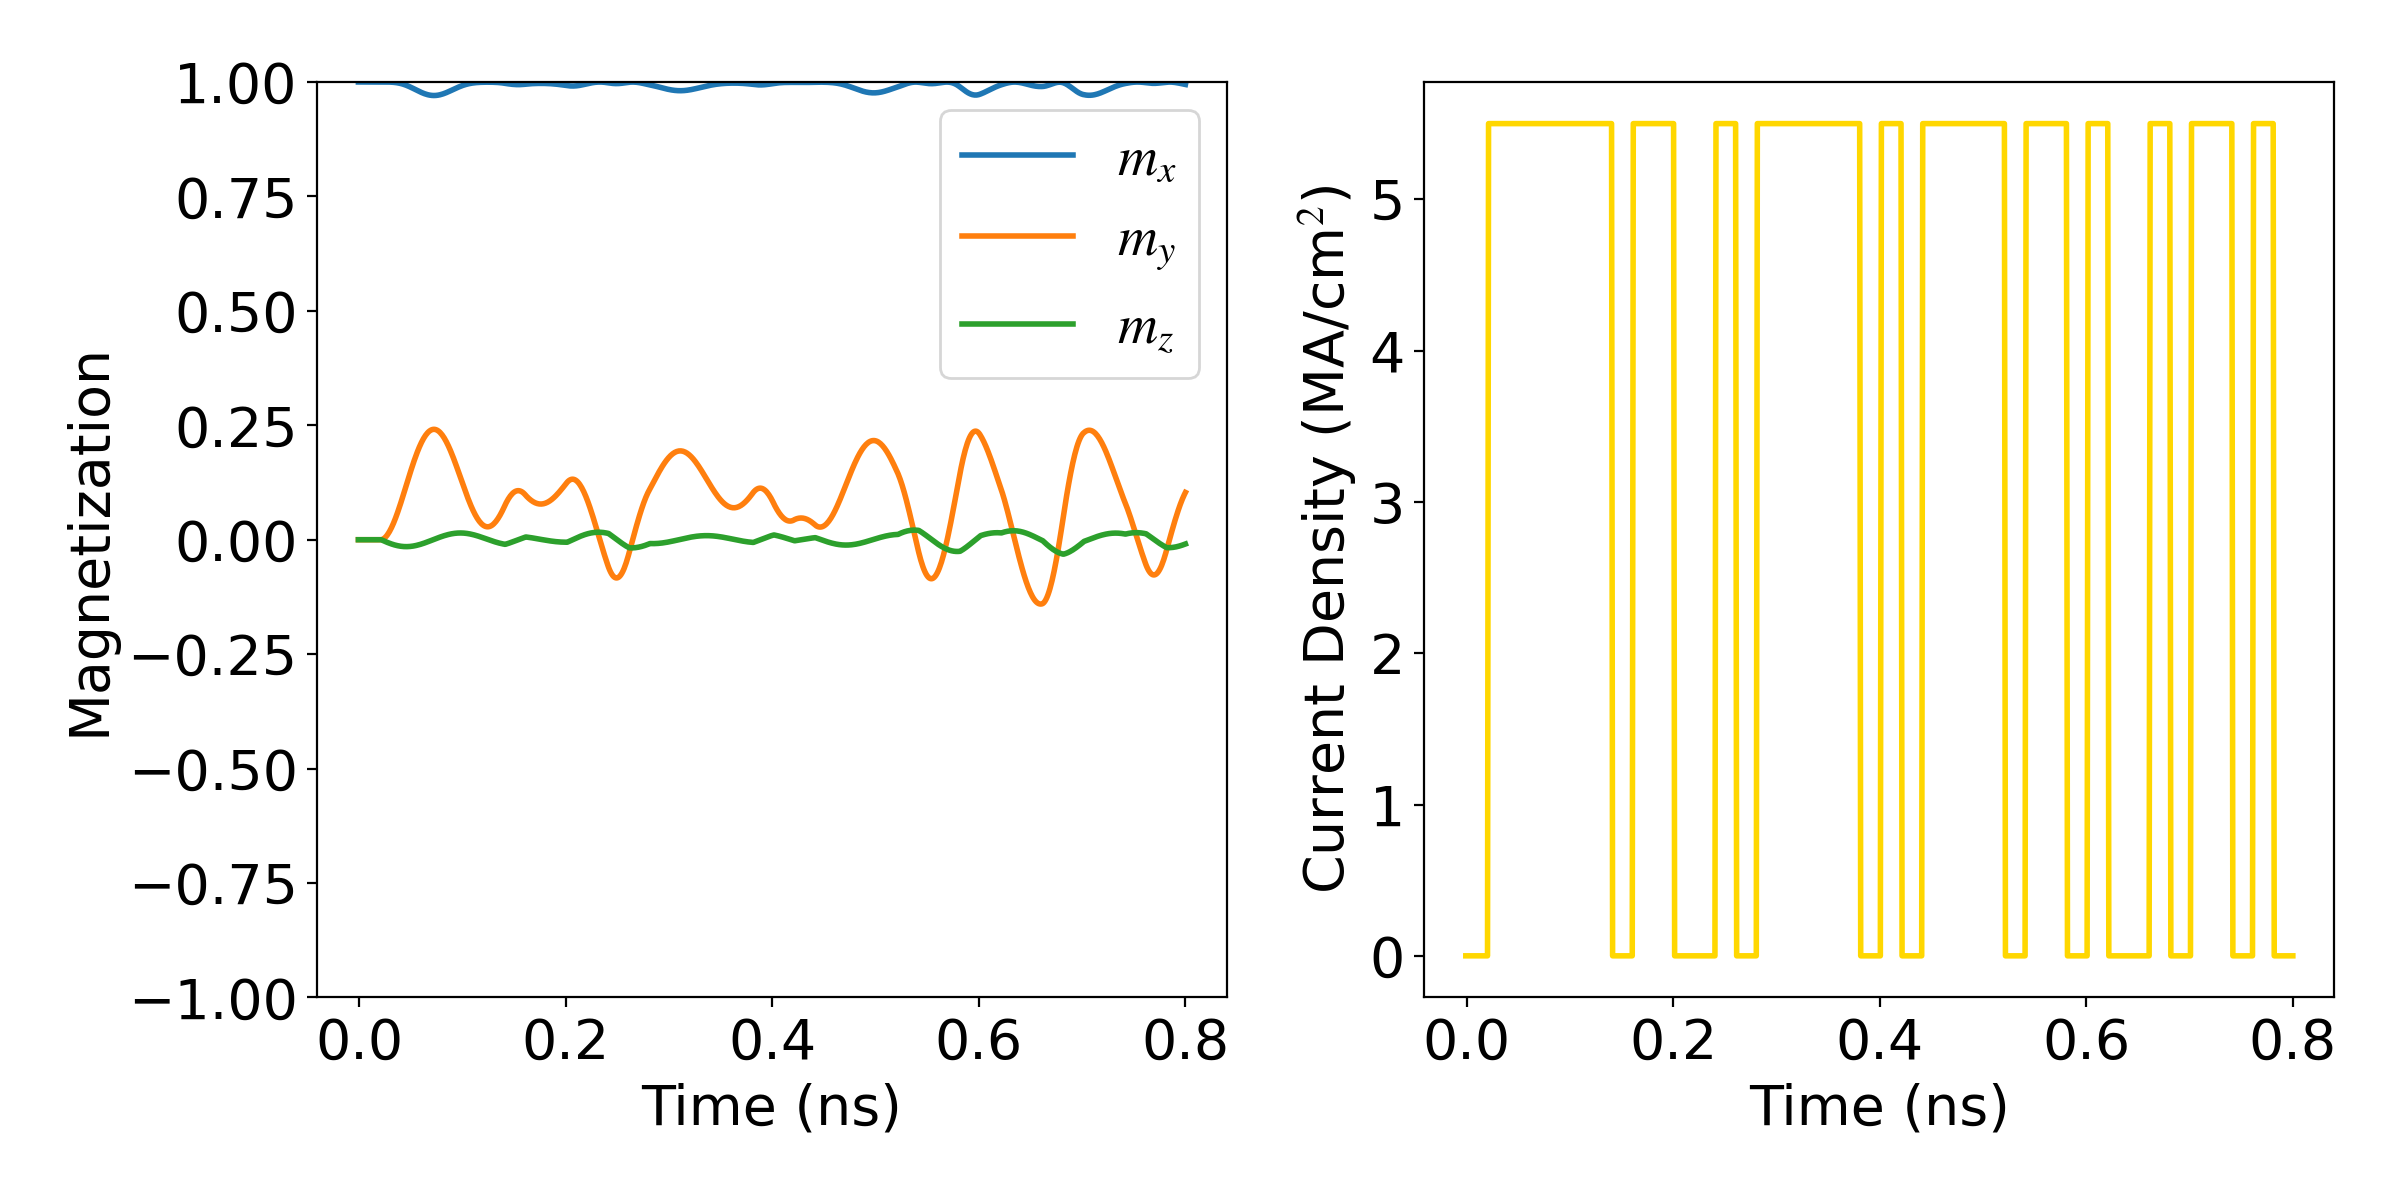 1.00
0.75
0.50
0.25
0.00
−0.25
−0.50
−0.75
−1.00
Magnetization
0.0 0.2 0.4 0.6 0.8
Time (ns)
m_x
m_y
m_z
5
4
3
2
1
0
Current Density (MA/cm²)
0.0 0.2 0.4 0.6 0.8
Time (ns)